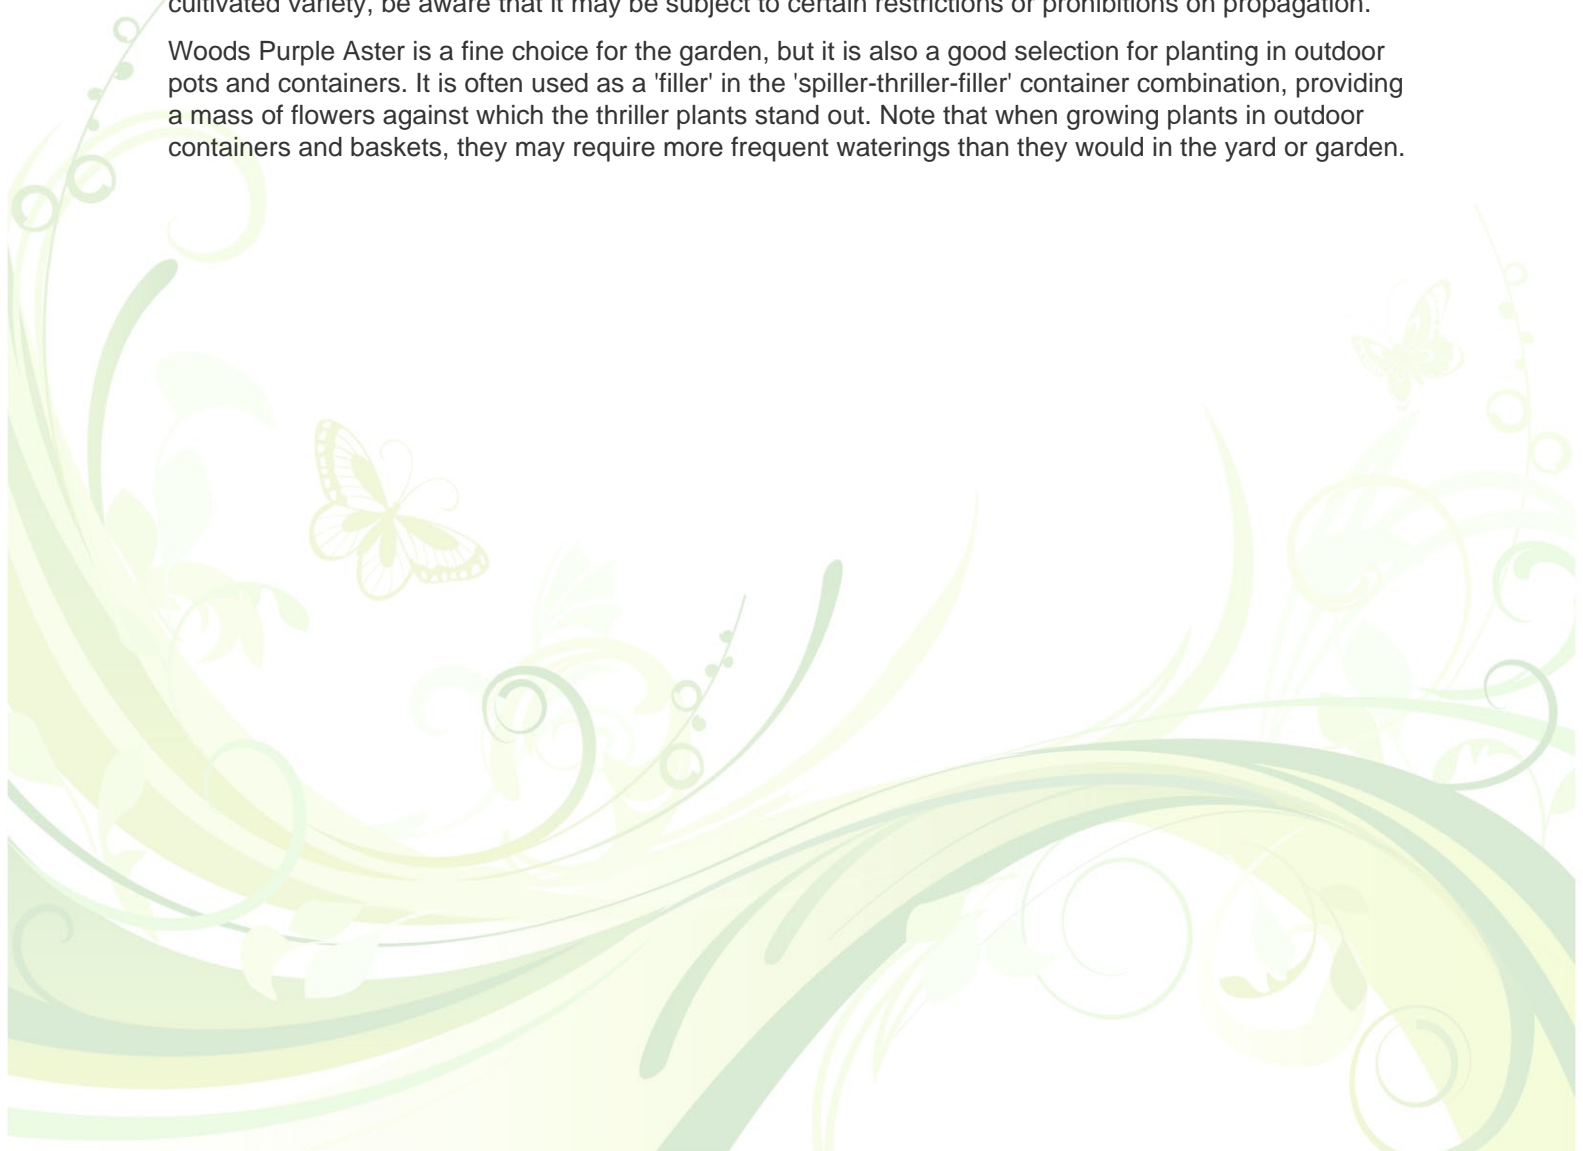 cultivated variety, be aware that it may be subject to certain restrictions or prohibitions on propagation.
Woods Purple Aster is a fine choice for the garden, but it is also a good selection for planting in outdoor
pots and containers. It is often used as a 'filler' in the 'spiller-thriller-filler' container combination, providing
a mass of flowers against which the thriller plants stand out. Note that when growing plants in outdoor
containers and baskets, they may require more frequent waterings than they would in the yard or garden.